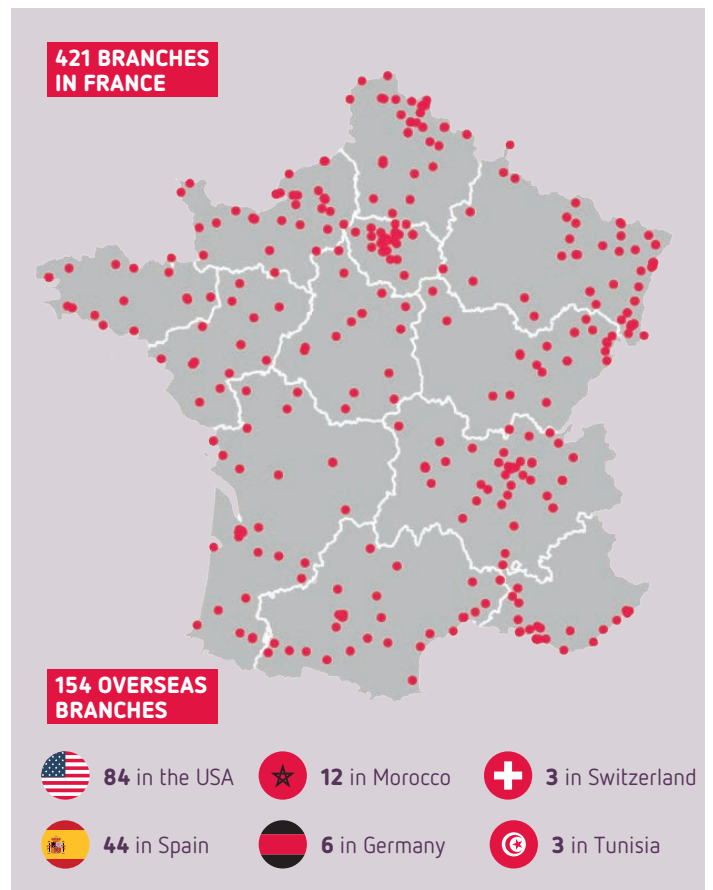 421 BRANCHES
IN FRANCE
154 OVERSEAS
BRANCHES
84 in the USA
12 in Morocco
3 in Switzerland
44 in Spain
6 in Germany
3 in Tunisia